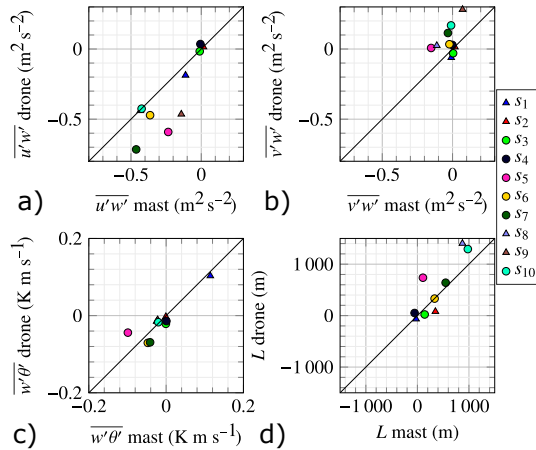 0
−0.5
−0.5
0
u′w′ drone (m² s⁻²)
u′w′ mast (m² s⁻²)
a)
0
−0.5
−0.5
0
v′w′ drone (m² s⁻²)
v′w′ mast (m² s⁻²)
b)
s₁
s₂
s₃
s₄
s₅
s₆
s₇
s₈
s₉
s₁₀
0.2
0
−0.2
−0.2
0
0.2
w′θ′ drone (K m s⁻¹)
w′θ′ mast (K m s⁻¹)
c)
1 000
0
−1 000
−1 000
0
1 000
L drone (m)
L mast (m)
d)